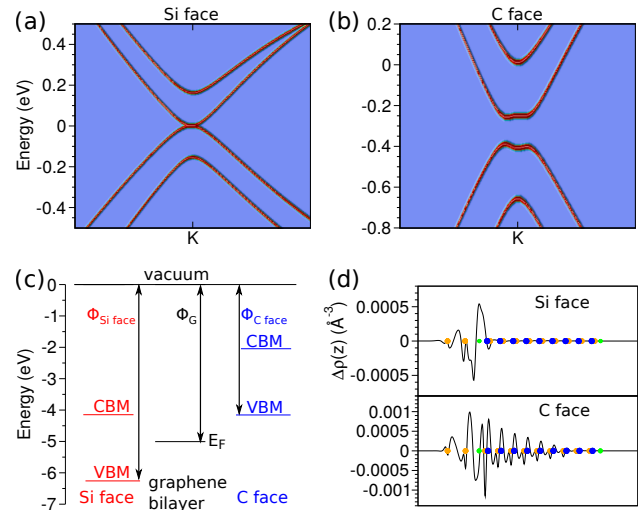 (a)
Si face
Energy (eV)
0.4
0.2
0
-0.2
-0.4
K
(b)
C face
0
-0.2
-0.4
-0.6
-0.8
K
(c)
vacuum
Energy (eV)
0
-1
-2
-3
-4
-5
-6
-7
ΦSi face
ΦG
ΦC face
CBM
CBM
VBM
EF
VBM
Si face
graphene
bilayer
C face
(d)
Δρ(z) (Å-3)
Si face
0.0005
0
-0.0005
C face
0.001
0.0005
0
-0.0005
-0.001